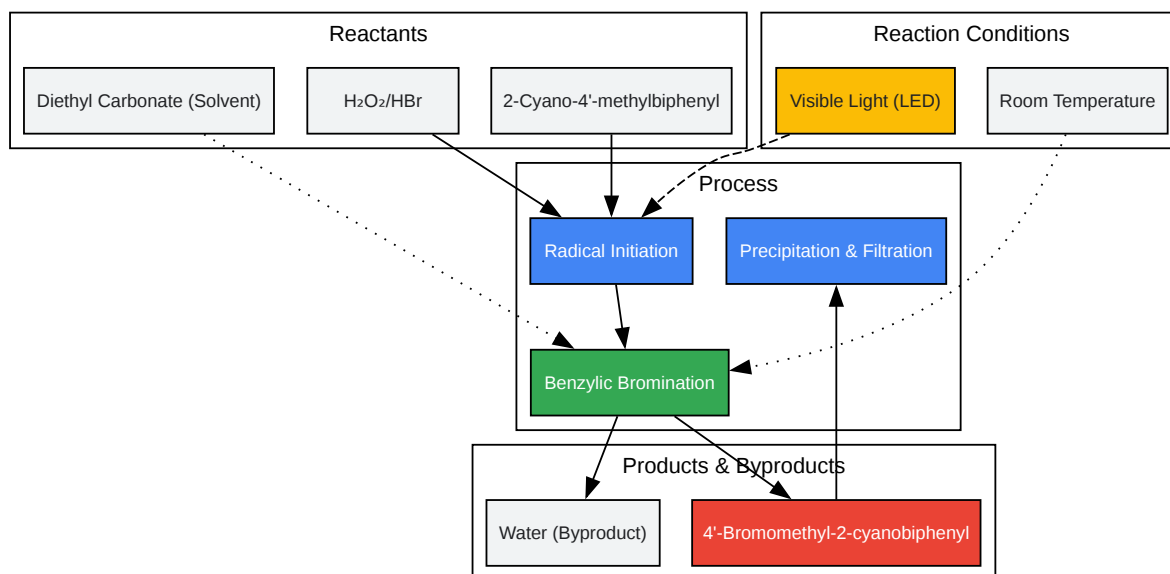 Reactants
Reaction Conditions
Diethyl Carbonate (Solvent)
H₂O₂/HBr
2-Cyano-4'-methylbiphenyl
Visible Light (LED)
Room Temperature
Process
Radical Initiation
Precipitation & Filtration
Benzylic Bromination
Products & Byproducts
Water (Byproduct)
4'-Bromomethyl-2-cyanobiphenyl